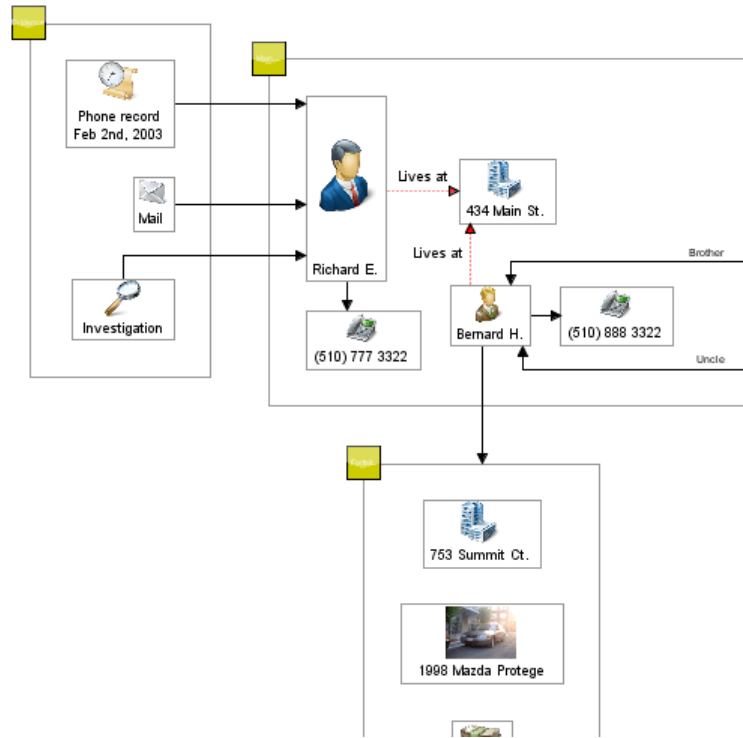 Evidence
Phone record
Feb 2nd, 2003
Mail
Investigation
Richard E.
(510) 777 3322
Lives at
434 Main St.
Lives at
Bernard H.
(510) 888 3322
Brother
Uncle
753 Summit Ct.
1998 Mazda Protege